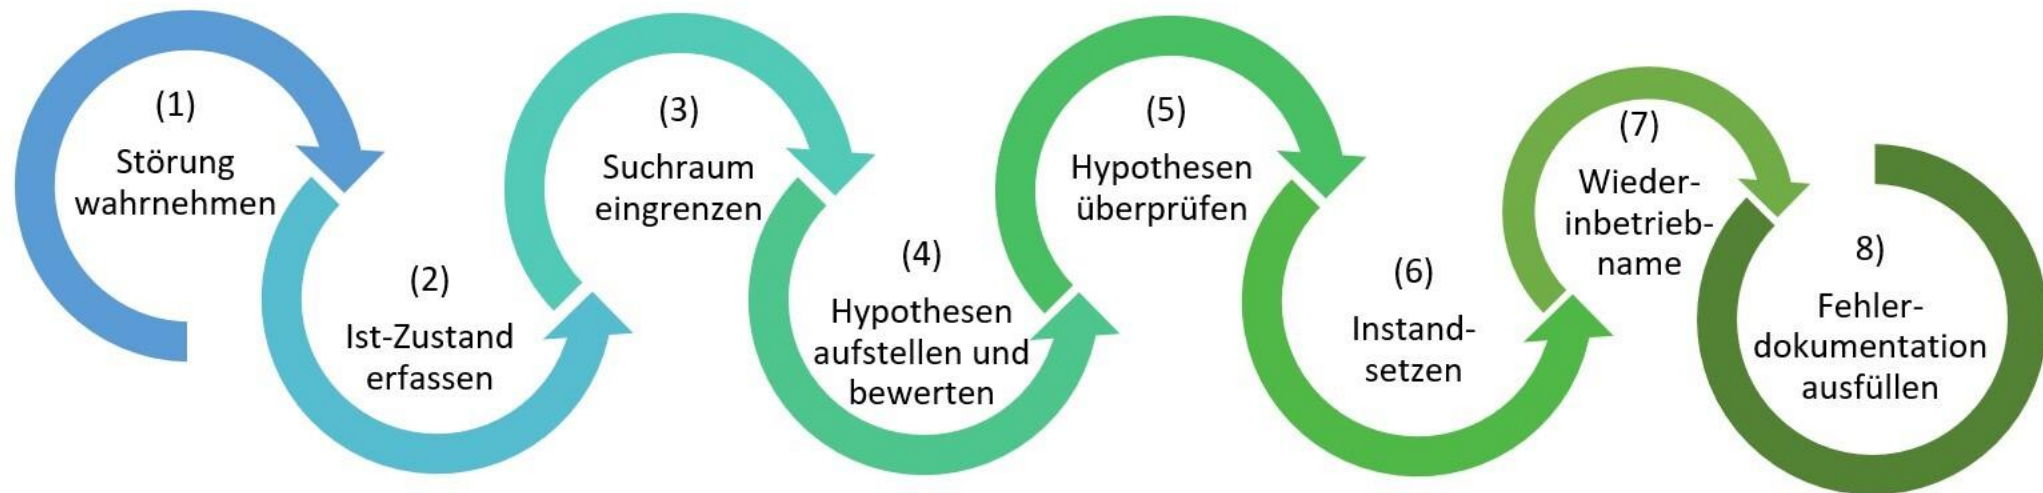 (1)
Störung
wahrnehmen
(2)
Ist-Zustand
erfassen
(3)
Suchraum
eingrenzen
(4)
Hypothesen
aufstellen und
bewerten
(5)
Hypothesen
überprüfen
(6)
Instand-
setzen
(7)
Wieder-
inbetrieb-
name
8)
Fehler-
dokumentation
ausfüllen